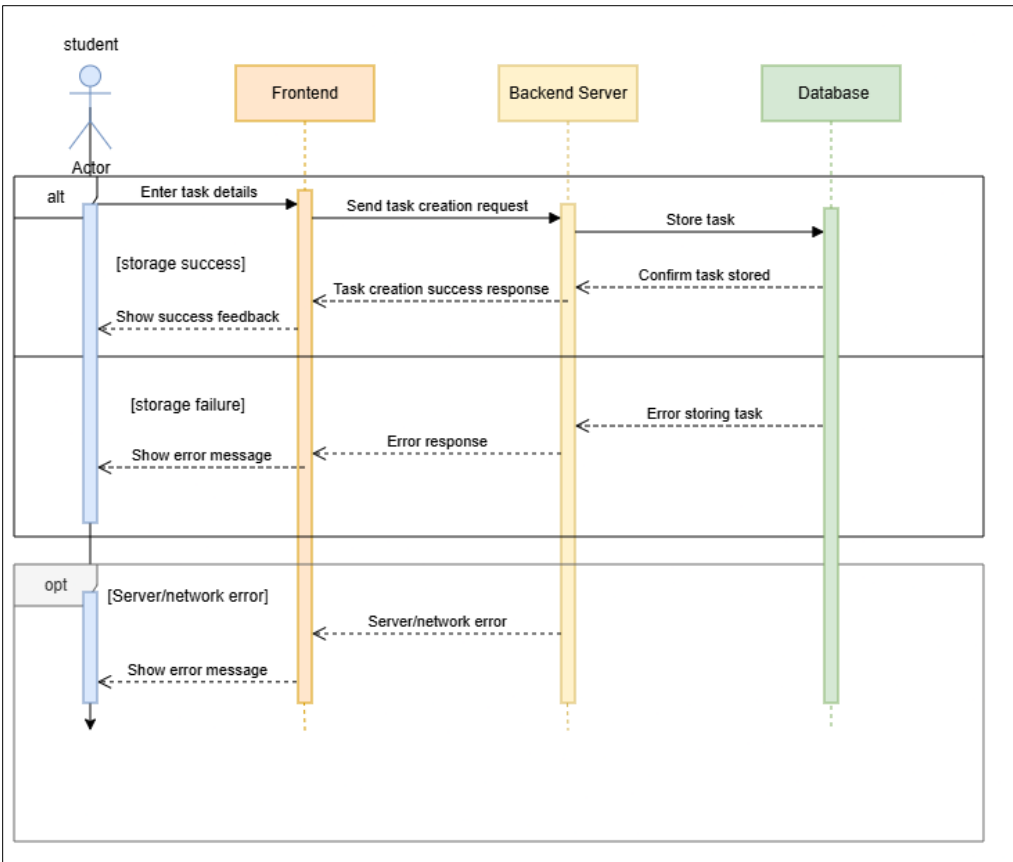 student
Frontend
Backend Server
Database
Actor
alt
Enter task details
Send task creation request
Store task
[storage success]
Confirm task stored
Task creation success response
Show success feedback
[storage failure]
Error storing task
Error response
Show error message
opt
[Server/network error]
Server/network error
Show error message